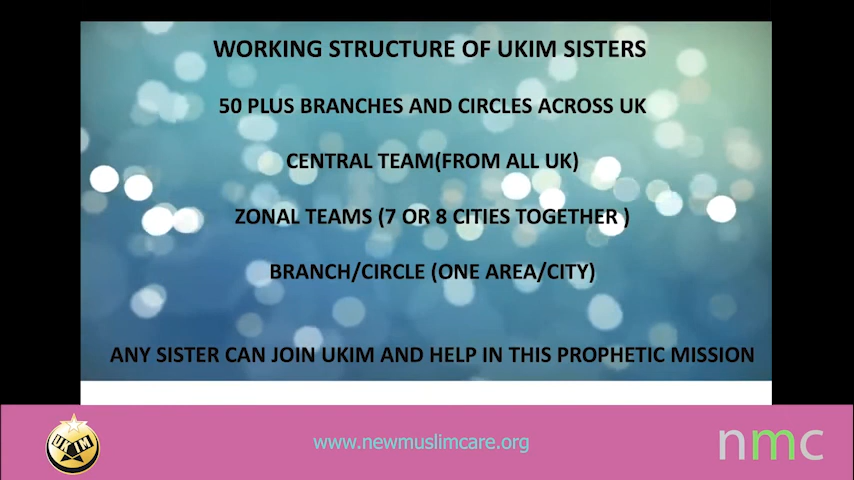 WORKING STRUCTURE OF UKIM SISTERS
50 PLUS BRANCHES AND CIRCLES ACROSS UK
CENTRAL TEAM(FROM ALL UK)
ZONAL TEAMS (7 OR 8 CITIES TOGETHER )
BRANCH/CIRCLE (ONE AREA/CITY)
ANY SISTER CAN JOIN UKIM AND HELP IN THIS PROPHETIC MISSION
UKIM
www.newmuslimcare.org
nmc